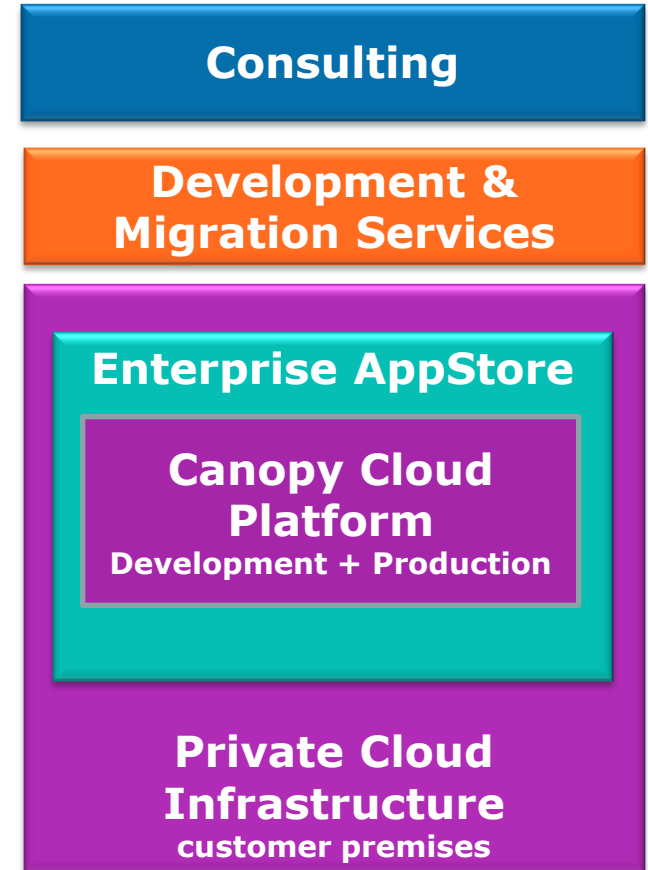 Consulting
Development &
Migration Services
Enterprise AppStore
Canopy Cloud
Platform
Development + Production
Private Cloud
Infrastructure
customer premises